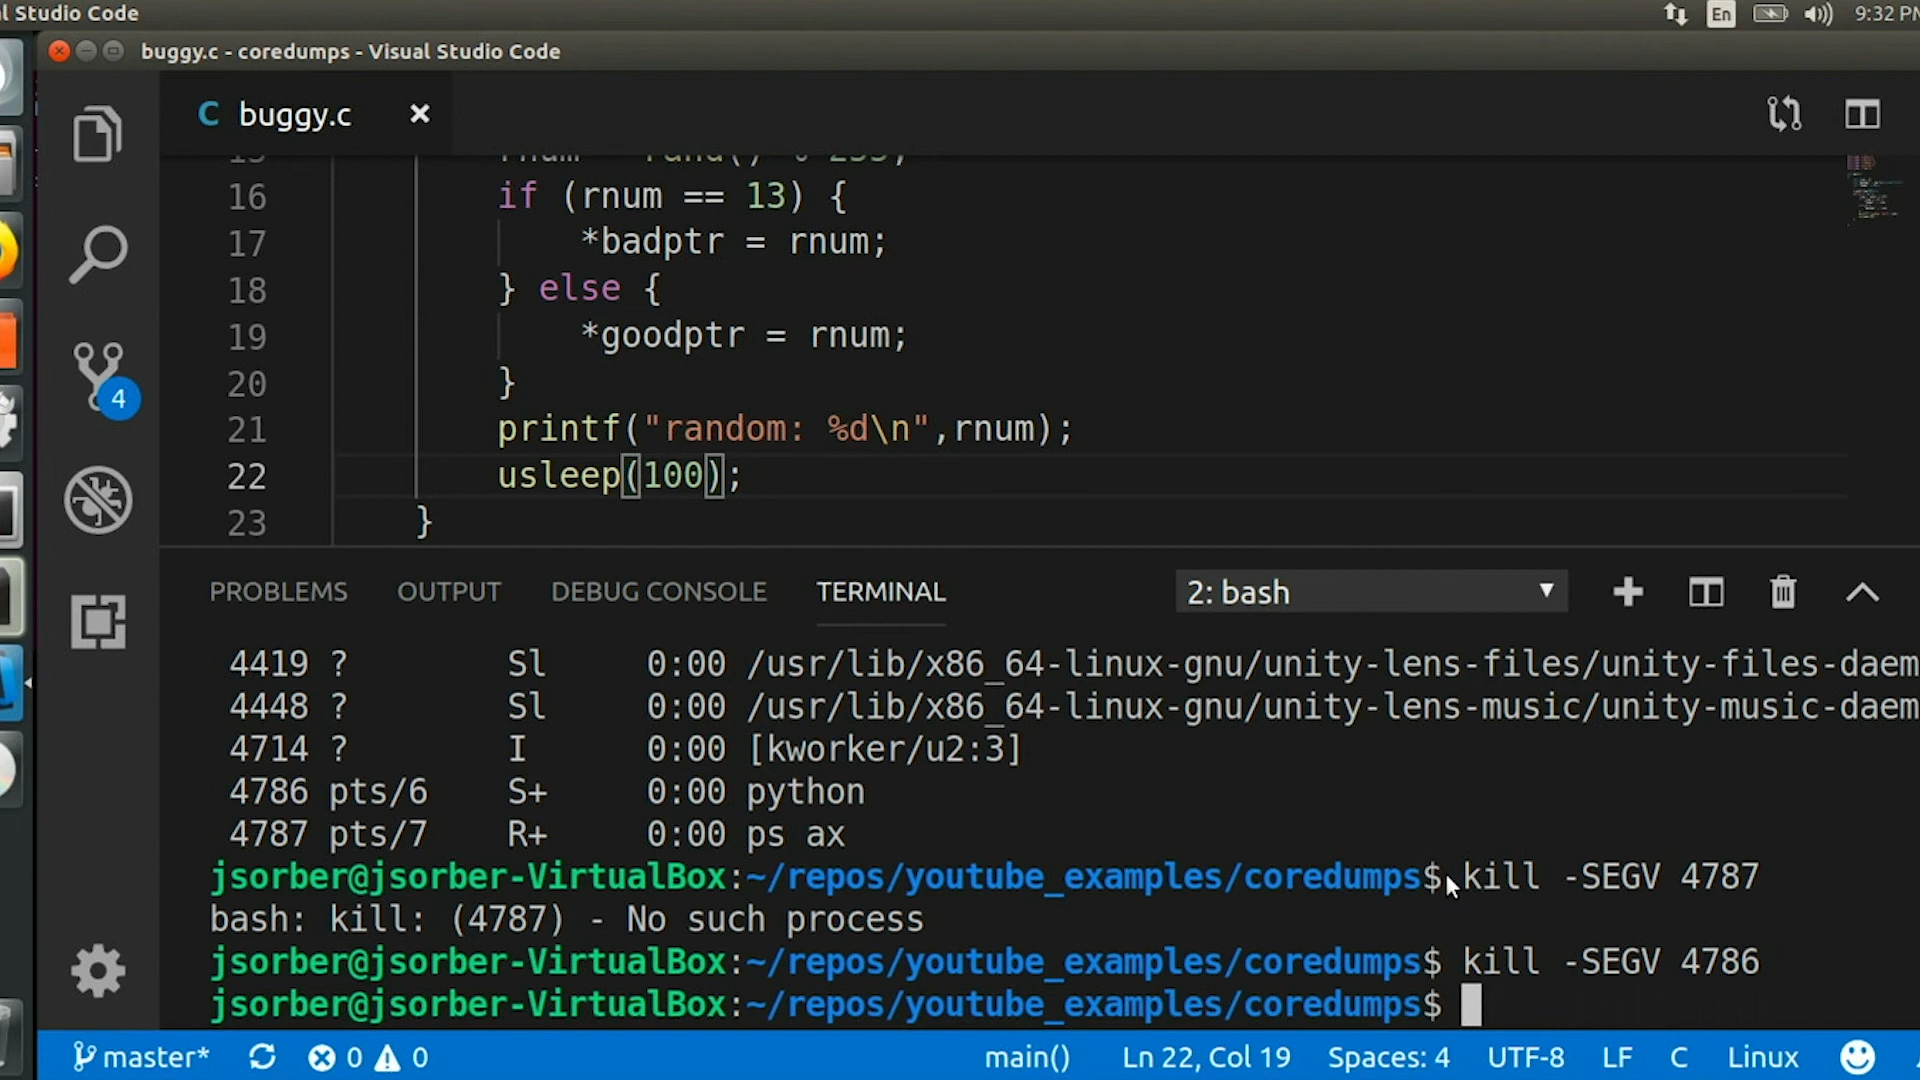 l Studio Code
En
9:32 PM
buggy.c - coredumps - Visual Studio Code
C buggy.c
16 if (rnum == 13) {
17 *badptr = rnum;
18 } else {
19 *goodptr = rnum;
20 }
21 printf("random: %d\n",rnum);
22 usleep(100);
23 }
4
PROBLEMS OUTPUT DEBUG CONSOLE TERMINAL 2: bash
4419 ? Sl 0:00 /usr/lib/x86_64-linux-gnu/unity-lens-files/unity-files-daem
4448 ? Sl 0:00 /usr/lib/x86_64-linux-gnu/unity-lens-music/unity-music-daem
4714 ? I 0:00 [kworker/u2:3]
4786 pts/6 S+ 0:00 python
4787 pts/7 R+ 0:00 ps ax
jsorber@jsorber-VirtualBox:~/repos/youtube_examples/coredumps$ kill -SEGV 4787
bash: kill: (4787) - No such process
jsorber@jsorber-VirtualBox:~/repos/youtube_examples/coredumps$ kill -SEGV 4786
jsorber@jsorber-VirtualBox:~/repos/youtube_examples/coredumps$
master* 0 0 main() Ln 22, Col 19 Spaces: 4 UTF-8 LF C Linux